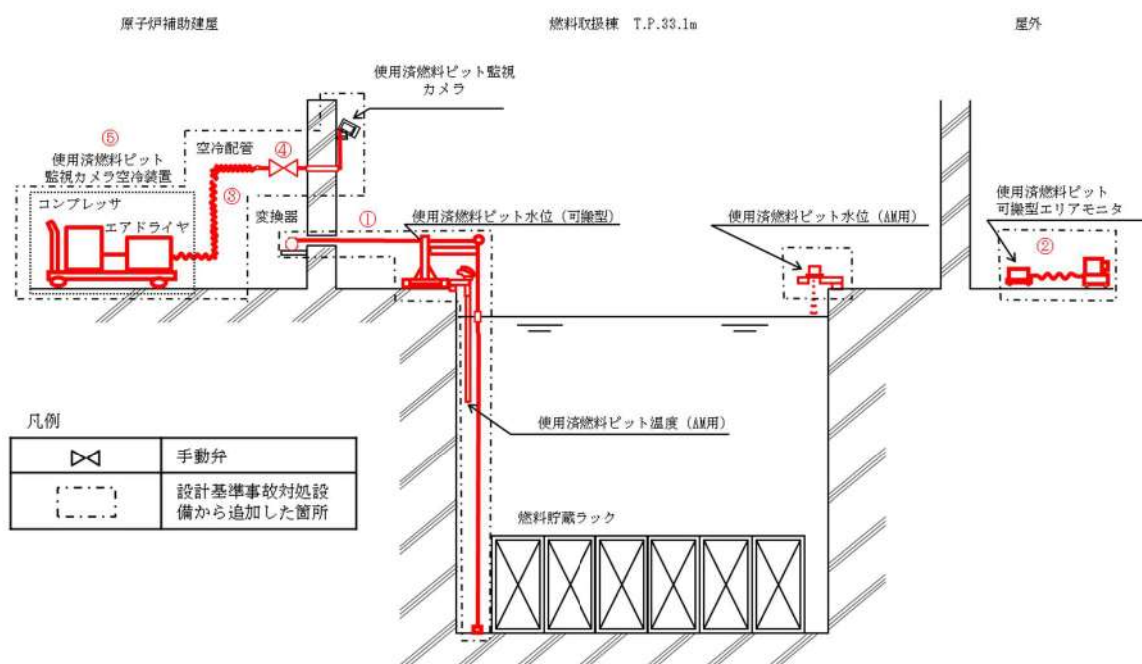 原子炉補助建屋
燃料取扱棟 T.P.33.1m
屋外
使用済燃料ピット監視
カメラ
⑤
使用済燃料ピット
監視カメラ空冷装置
空冷配管
④
③
コンプレッサ
エアドライヤ
変換器
①
使用済燃料ピット水位（可搬型）
使用済燃料ピット水位（AM用）
使用済燃料ピット
可搬型エリアモニタ
②
使用済燃料ピット温度（AM用）
燃料貯蔵ラック
凡例
手動弁
設計基準事故対処設
備から追加した箇所